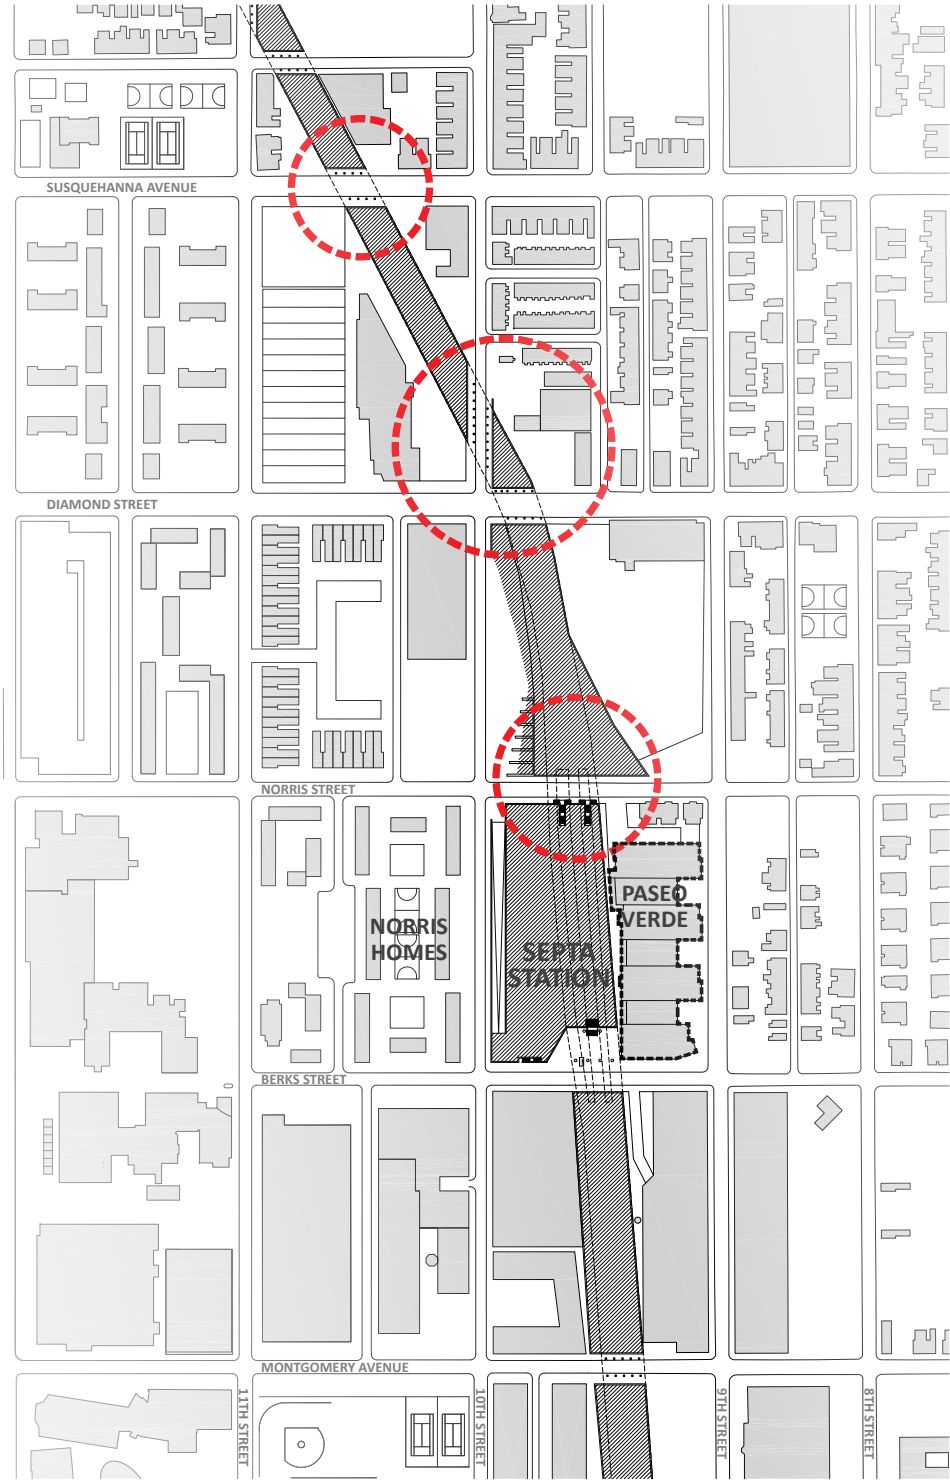 SUSQUEHANNA AVENUE
DIAMOND STREET
NORRIS STREET
PASEO
VERDE
NORRIS
HOMES
SEPTA
STATION
BERKS STREET
MONTGOMERY AVENUE
11TH STREET
10TH STREET
9TH STREET
8TH STREET